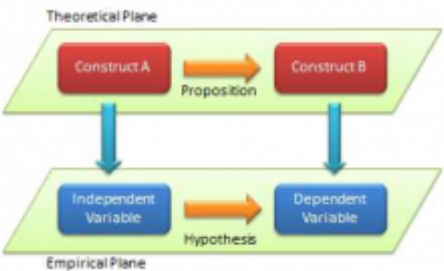 Theoretical Plane
Construct A
Construct B
Proposition
Independent
Variable
Dependent
Variable
Hypothesis
Empirical Plane